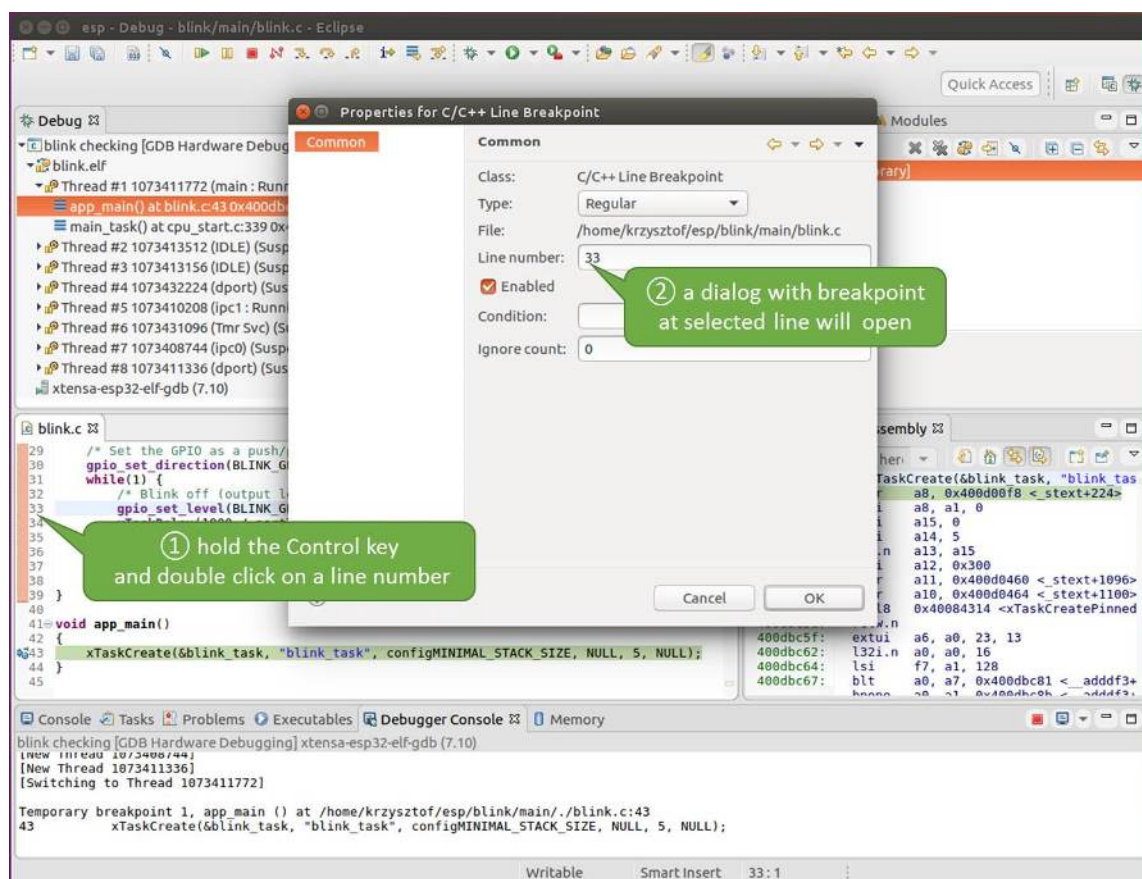 esp - Debug - blink/main/blink.c - Eclipse
Quick Access
Debug
Modules
blink checking [GDB Hardware Debug
blink.elf
Thread #1 1073411772 (main : Runn
app_main() at blink.c:43 0x400db
main_task() at cpu_start.c:339 0x
Thread #2 1073413512 (IDLE) (Susp
Thread #3 1073413156 (IDLE) (Susp
Thread #4 1073432224 (dport) (Sus
Thread #5 1073410208 (ipc1 : Runni
Thread #6 1073431096 (Tmr Svc) (S
Thread #7 1073408744 (ipc0) (Susp
Thread #8 1073411336 (dport) (Sus
xtensa-esp32-elf-gdb (7.10)
rary]
Properties for C/C++ Line Breakpoint
Common
Common
Class: C/C++ Line Breakpoint
Type: Regular
File: /home/krzysztof/esp/blink/main/blink.c
Line number: 33
Enabled
Condition:
Ignore count: 0
② a dialog with breakpoint
at selected line will open
Cancel OK
blink.c
29 /* Set the GPIO as a push/
30 gpio_set_direction(BLINK_G
31 while(1) {
32 /* Blink off (output l
33 gpio_set_level(BLINK_G
34
35
36
37
38
39 }
40
41 void app_main()
42 {
43 xTaskCreate(&blink_task, "blink_task", configMINIMAL_STACK_SIZE, NULL, 5, NULL);
44 }
45
① hold the Control key
and double click on a line number
ssembly
her
TaskCreate(&blink_task, "blink_tas
r a8, 0x400d00f8 <_stext+224>
i a8, a1, 0
i a15, 0
i a14, 5
.n a13, a15
i a12, 0x300
r a11, 0x400d0460 <_stext+1096>
r a10, 0x400d0464 <_stext+1100>
l8 0x40084314 <xTaskCreatePinned
400dbc5f: extui a6, a0, 23, 13
400dbc62: l32i.n a0, a0, 16
400dbc64: lsi f7, a1, 128
400dbc67: blt a0, a7, 0x400dbc81 <__adddf3+
Console Tasks Problems Executables Debugger Console Memory
blink checking [GDB Hardware Debugging] xtensa-esp32-elf-gdb (7.10)
[New Thread 1073408744]
[New Thread 1073411336]
[Switching to Thread 1073411772]
Temporary breakpoint 1, app_main () at /home/krzysztof/esp/blink/main/./blink.c:43
43 xTaskCreate(&blink_task, "blink_task", configMINIMAL_STACK_SIZE, NULL, 5, NULL);
Writable Smart Insert 33 : 1